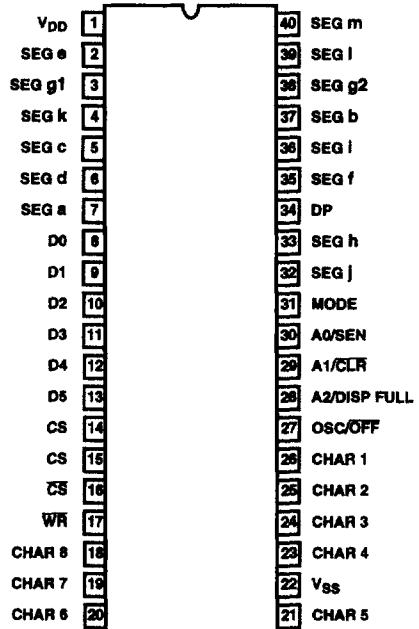 VDD 1 40 SEG m
SEG e 2 39 SEG l
SEG g1 3 38 SEG g2
SEG k 4 37 SEG b
SEG c 5 36 SEG i
SEG d 6 35 SEG f
SEG a 7 34 DP
D0 8 33 SEG h
D1 9 32 SEG j
D2 10 31 MODE
D3 11 30 A0/SEN
D4 12 29 A1/C̅L̅R̅
D5 13 28 A2/DISP FULL
CS 14 27 OSC/O̅F̅F̅
CS 15 26 CHAR 1
C̅S̅ 16 25 CHAR 2
W̅R̅ 17 24 CHAR 3
CHAR 8 18 23 CHAR 4
CHAR 7 19 22 VSS
CHAR 6 20 21 CHAR 5